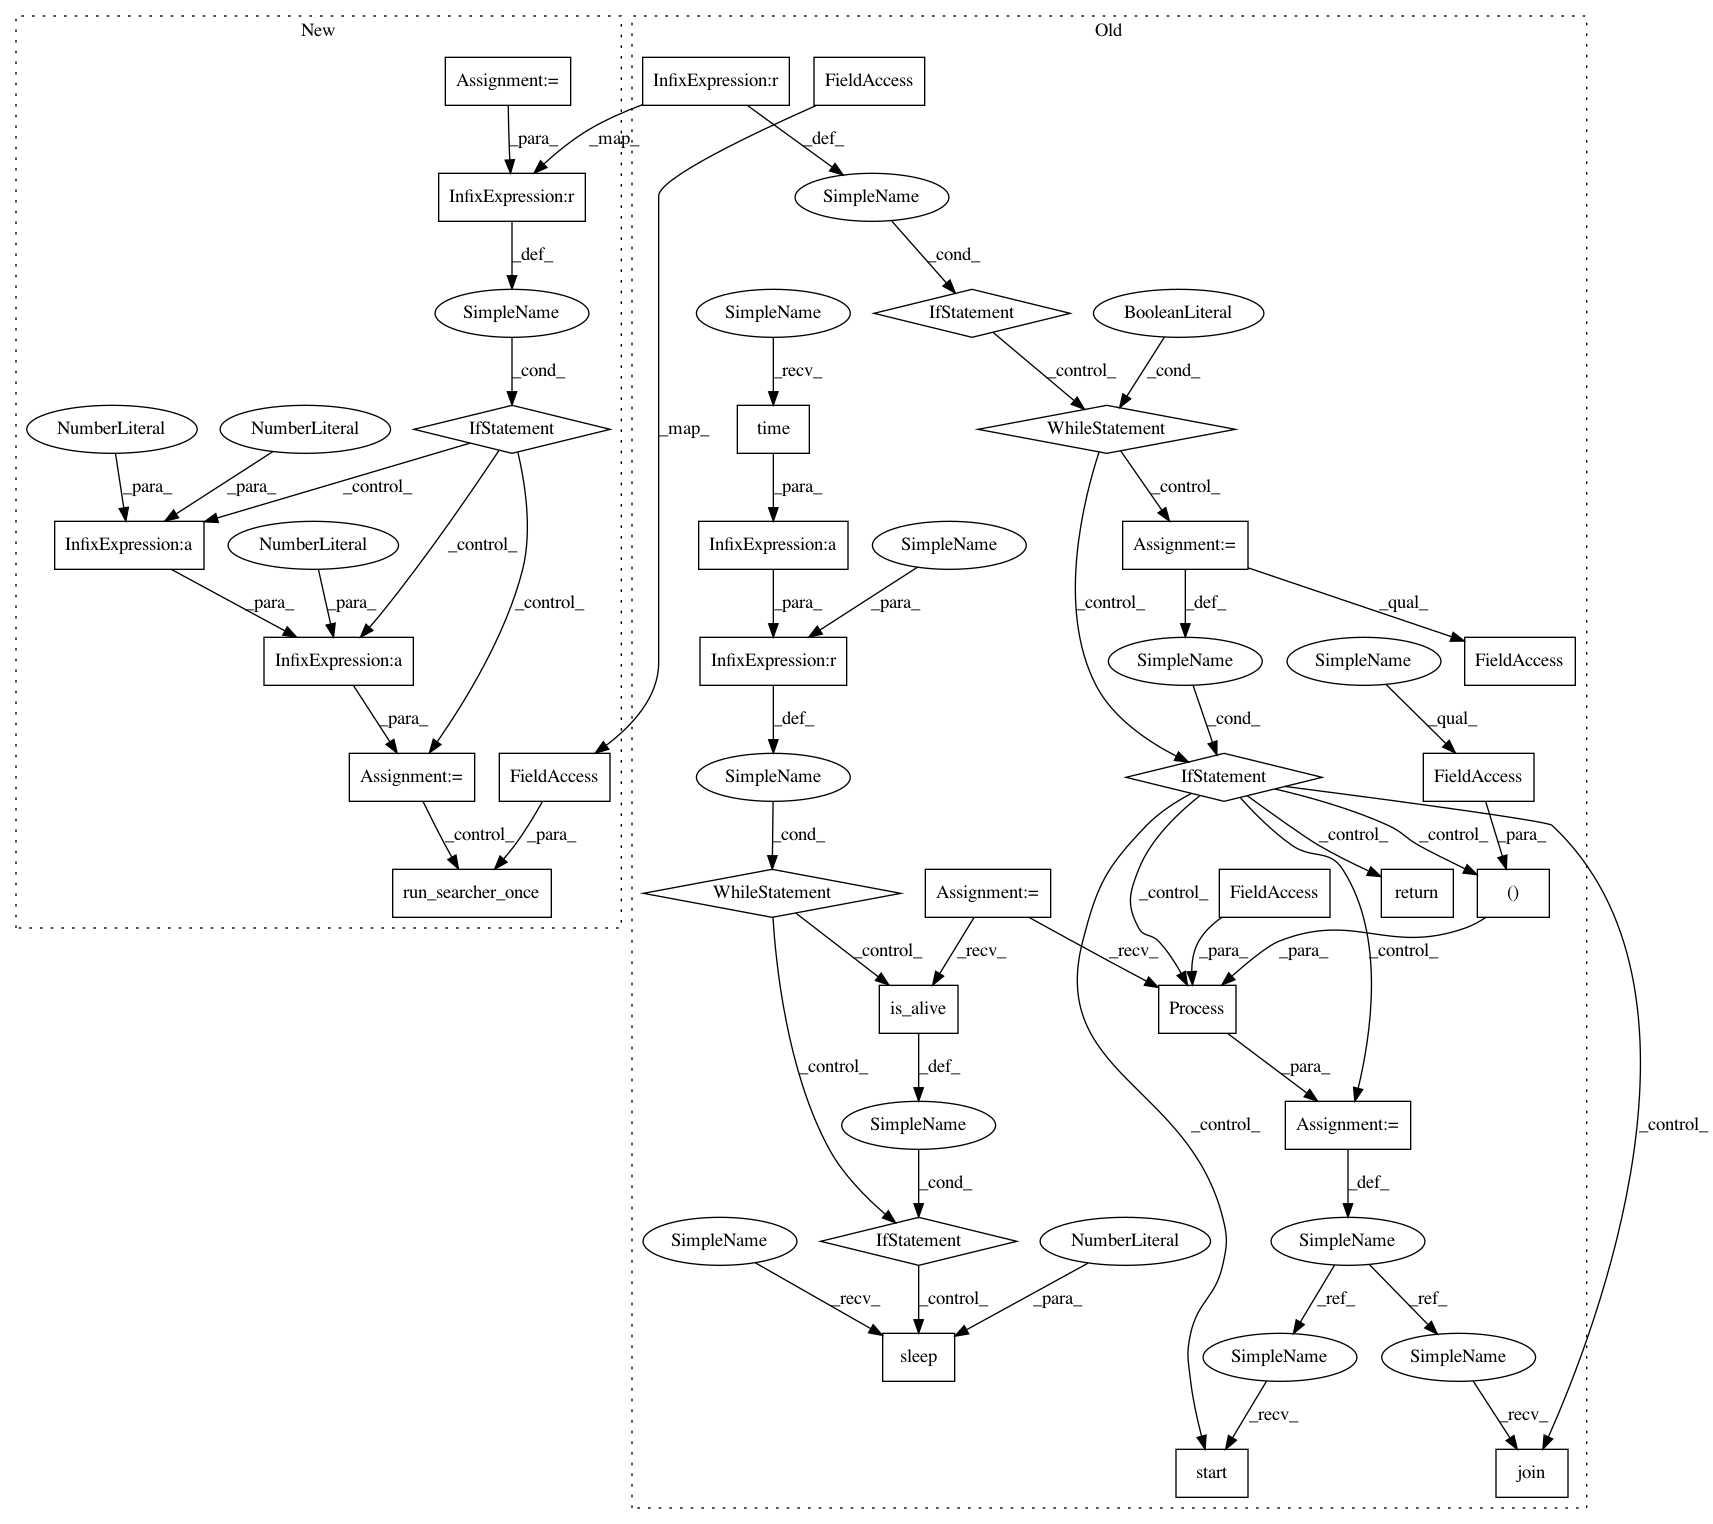 New
Old
Assignment:=
InfixExpression:r
FieldAccess
_para_
_map_
_def_
InfixExpression:r
SimpleName
_def_
_cond_
SimpleName
SimpleName
IfStatement
BooleanLiteral
_cond_
_recv_
_control_
_cond_
NumberLiteral
NumberLiteral
IfStatement
time
_map_
WhileStatement
_para_
_para_
_control_
_para_
_control_
InfixExpression:a
NumberLiteral
_control_
InfixExpression:a
SimpleName
Assignment:=
_para_
_para_
_control_
_para_
_para_
_control_
_def_
_qual_
InfixExpression:a
InfixExpression:r
SimpleName
SimpleName
FieldAccess
_para_
_def_
_cond_
_qual_
Assignment:=
FieldAccess
SimpleName
IfStatement
FieldAccess
_control_
_para_
_cond_
_control_
_control_
_para_
run_searcher_once
WhileStatement
Assignment:=
FieldAccess
return
()
_control_
_control_
_recv_
_recv_
_para_
_para_
_control_
is_alive
Process
_control_
_def_
_para_
SimpleName
Assignment:=
_control_
_control_
_cond_
_def_
SimpleName
IfStatement
NumberLiteral
SimpleName
_recv_
_control_
_para_
_ref_
_ref_
sleep
SimpleName
SimpleName
_recv_
_recv_
start
join